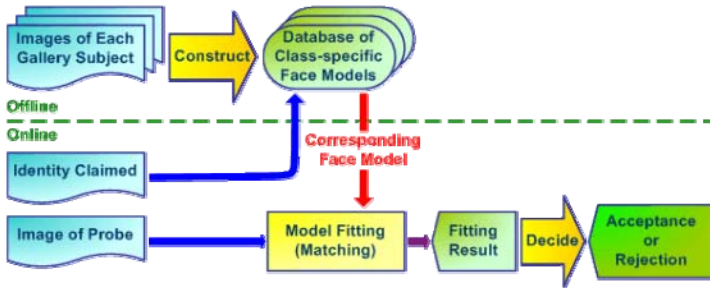 Images of Each
Gallery Subject
Construct
Database of
Class-specific
Face Models
Offline
Online
Corresponding
Face Model
Identity Claimed
Image of Probe
Model Fitting
(Matching)
Fitting
Result
Decide
Acceptance
or
Rejection